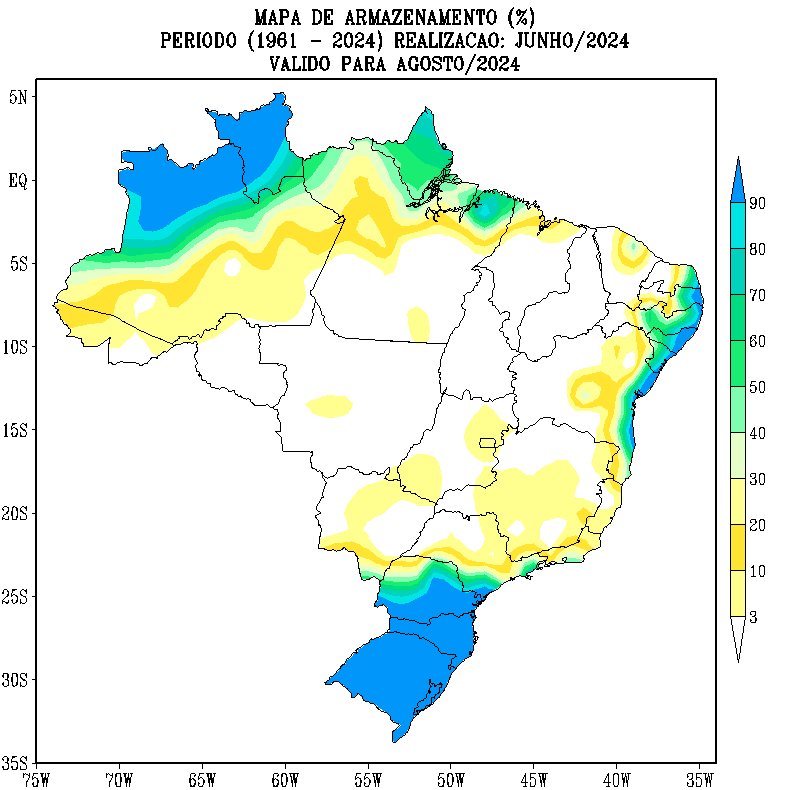 MAPA DE ARMAZENAMENTO (%)
PERIODO (1961 - 2024) REALIZACAO: JUNHO/2024
VALIDO PARA AGOSTO/2024
5N
EQ
5S
10S
15S
20S
25S
30S
35S
75W 70W 65W 60W 55W 50W 45W 40W 35W
90
80
70
60
50
40
30
20
10
3